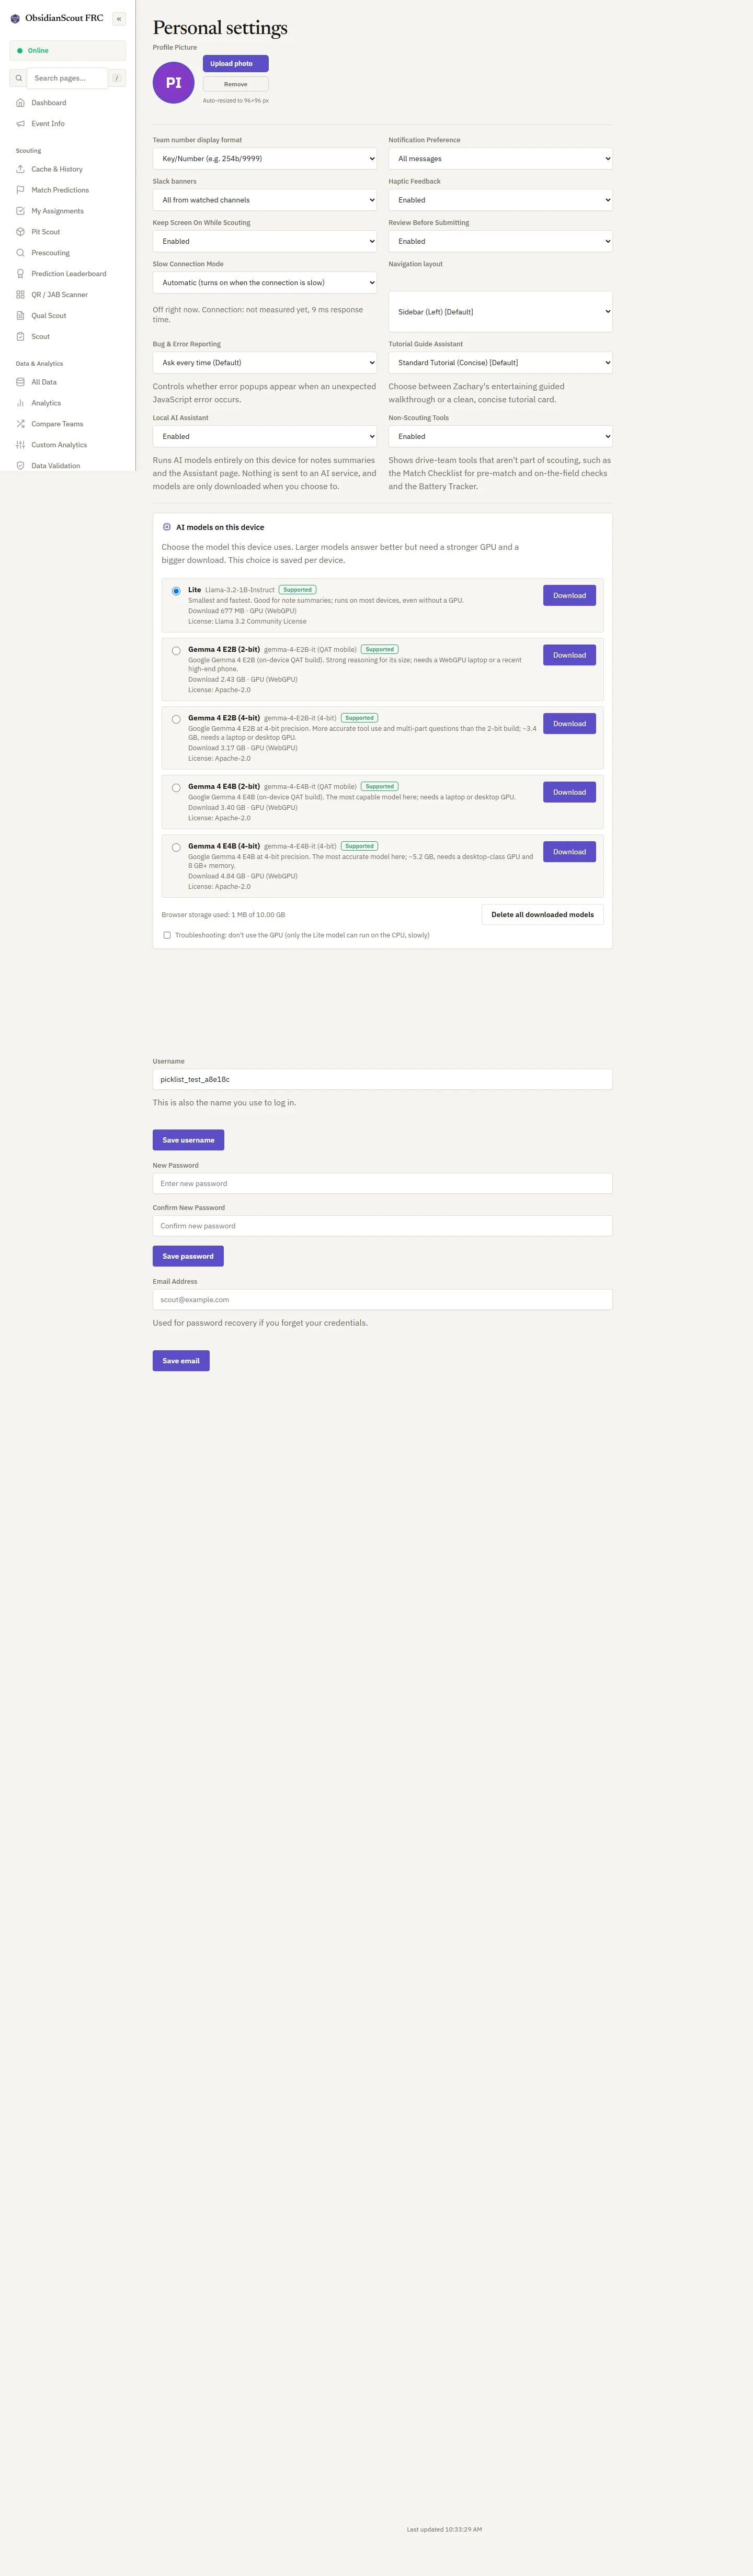 ObsidianScout FRC
«
Online
Search pages...
/
Dashboard
Event Info
Scouting
Cache & History
Match Predictions
My Assignments
Pit Scout
Prescouting
Prediction Leaderboard
QR / JAB Scanner
Qual Scout
Scout
Data & Analytics
All Data
Analytics
Compare Teams
Custom Analytics
Data Validation
Personal settings
Profile Picture
PI
Upload photo
Remove
Auto-resized to 96×96 px
Team number display format
Key/Number (e.g. 254b/9999)
Notification Preference
All messages
Slack banners
All from watched channels
Haptic Feedback
Enabled
Keep Screen On While Scouting
Enabled
Review Before Submitting
Enabled
Slow Connection Mode
Automatic (turns on when the connection is slow)
Off right now. Connection: not measured yet, 9 ms response
time.
Navigation layout
Sidebar (Left) [Default]
Bug & Error Reporting
Ask every time (Default)
Controls whether error popups appear when an unexpected
JavaScript error occurs.
Tutorial Guide Assistant
Standard Tutorial (Concise) [Default]
Choose between Zachary's entertaining guided
walkthrough or a clean, concise tutorial card.
Local AI Assistant
Enabled
Runs AI models entirely on this device for notes summaries
and the Assistant page. Nothing is sent to an AI service, and
models are only downloaded when you choose to.
Non-Scouting Tools
Enabled
Shows drive-team tools that aren't part of scouting, such as
the Match Checklist for pre-match and on-the-field checks
and the Battery Tracker.
AI models on this device
Choose the model this device uses. Larger models answer better but need a stronger GPU and a
bigger download. This choice is saved per device.
Lite Llama-3.2-1B-Instruct Supported
Smallest and fastest. Good for note summaries; runs on most devices, even without a GPU.
Download 677 MB · GPU (WebGPU)
License: Llama 3.2 Community License
Download
Gemma 4 E2B (2-bit) gemma-4-E2B-it (QAT mobile) Supported
Google Gemma 4 E2B (on-device QAT build). Strong reasoning for its size; needs a WebGPU laptop or a recent
high-end phone.
Download 2.43 GB · GPU (WebGPU)
License: Apache-2.0
Download
Gemma 4 E2B (4-bit) gemma-4-E2B-it (4-bit) Supported
Google Gemma 4 E2B at 4-bit precision. More accurate tool use and multi-part questions than the 2-bit build; ~3.4
GB, needs a laptop or desktop GPU.
Download 3.17 GB · GPU (WebGPU)
License: Apache-2.0
Download
Gemma 4 E4B (2-bit) gemma-4-E4B-it (QAT mobile) Supported
Google Gemma 4 E4B (on-device QAT build). The most capable model here; needs a laptop or desktop GPU.
Download 3.40 GB · GPU (WebGPU)
License: Apache-2.0
Download
Gemma 4 E4B (4-bit) gemma-4-E4B-it (4-bit) Supported
Google Gemma 4 E4B at 4-bit precision. The most accurate model here; ~5.2 GB, needs a desktop-class GPU and
8 GB+ memory.
Download 4.84 GB · GPU (WebGPU)
License: Apache-2.0
Download
Browser storage used: 1 MB of 10.00 GB
Delete all downloaded models
Troubleshooting: don't use the GPU (only the Lite model can run on the CPU, slowly)
Username
picklist_test_a8e18c
This is also the name you use to log in.
Save username
New Password
Enter new password
Confirm New Password
Confirm new password
Save password
Email Address
scout@example.com
Used for password recovery if you forget your credentials.
Save email
Last updated 10:33:29 AM